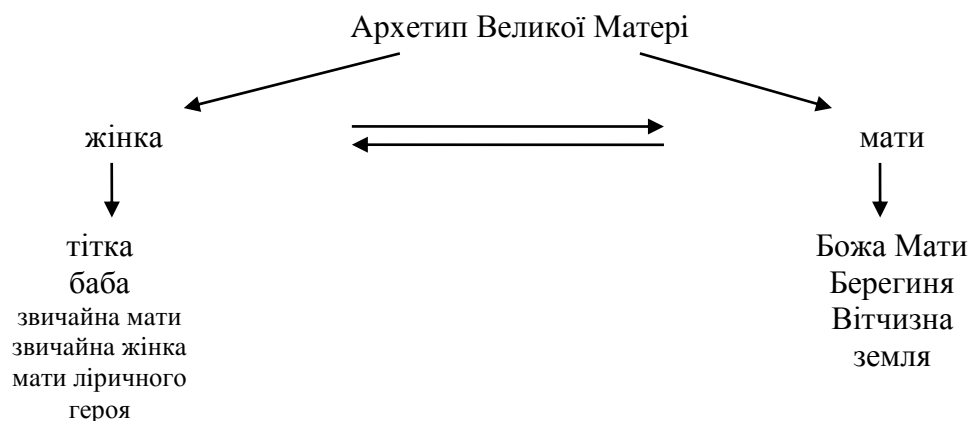 Архетип Великої Матері
жінка
мати
тітка
баба
звичайна мати
звичайна жінка
мати ліричного
героя
Божа Мати
Берегиня
Вітчизна
земля